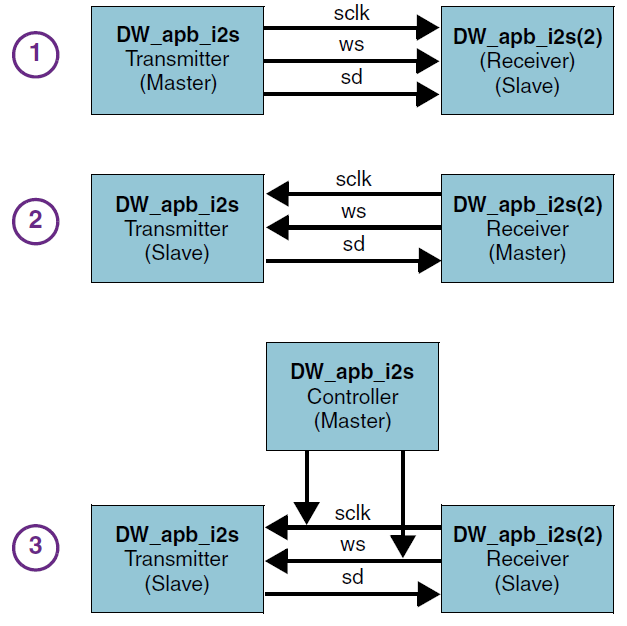 1
DW_apb_i2s
Transmitter
(Master)
sclk
ws
sd
DW_apb_i2s(2)
(Receiver)
(Slave)
2
DW_apb_i2s
Transmitter
(Slave)
sclk
ws
sd
DW_apb_i2s(2)
Receiver
(Master)
DW_apb_i2s
Controller
(Master)
3
DW_apb_i2s
Transmitter
(Slave)
sclk
ws
sd
DW_apb_i2s(2)
Receiver
(Slave)